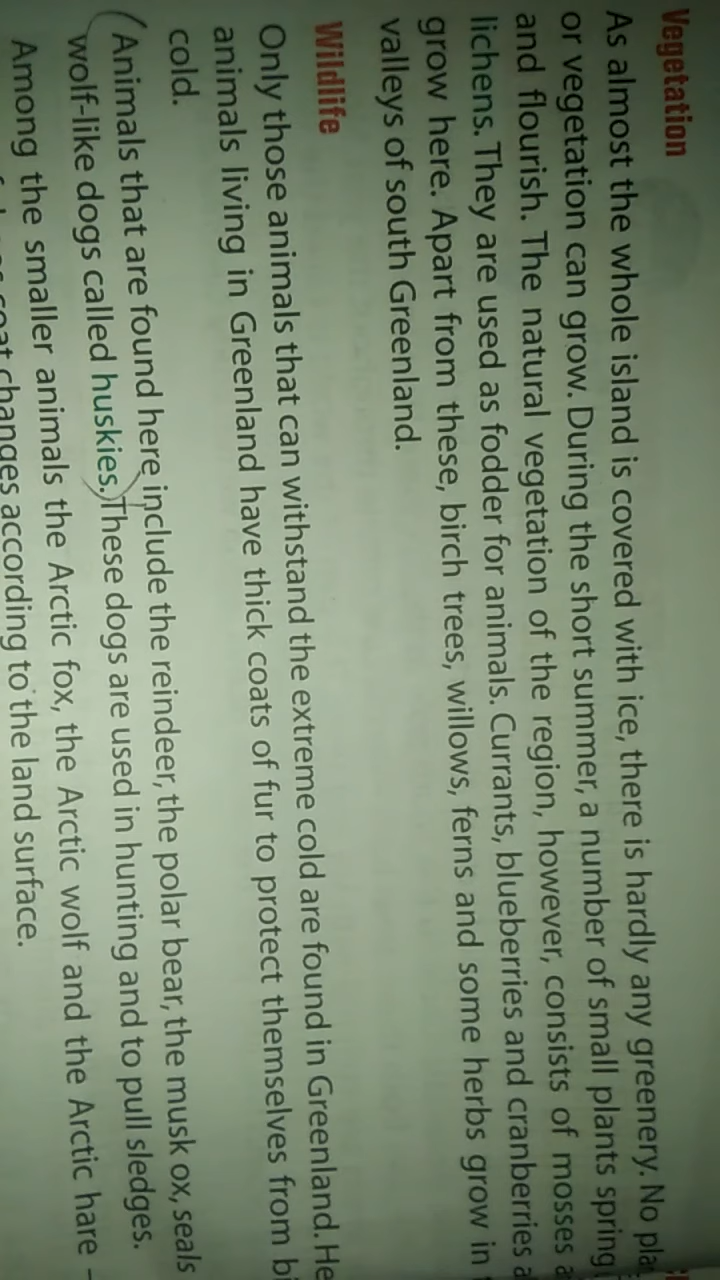 Vegetation
As almost the whole island is covered with ice, there is hardly any greenery. No
or vegetation can grow. During the short summer, a number of small plants spring
and flourish. The natural vegetation of the region, however, consists of mosses
lichens. They are used as fodder for animals. Currants, blueberries and cranberries
grow here. Apart from these, birch trees, willows, ferns and some herbs grow in
valleys of south Greenland.
Wildlife
Only those animals that can withstand the extreme cold are found in Greenland.
animals living in Greenland have thick coats of fur to protect themselves from
cold.
(Animals that are found here include the reindeer, the polar bear, the musk ox, seals
wolf-like dogs called huskies.) These dogs are used in hunting and to pull sledges.
Among the smaller animals the Arctic fox, the Arctic wolf and the Arctic hare –
coat changes according to the land surface.